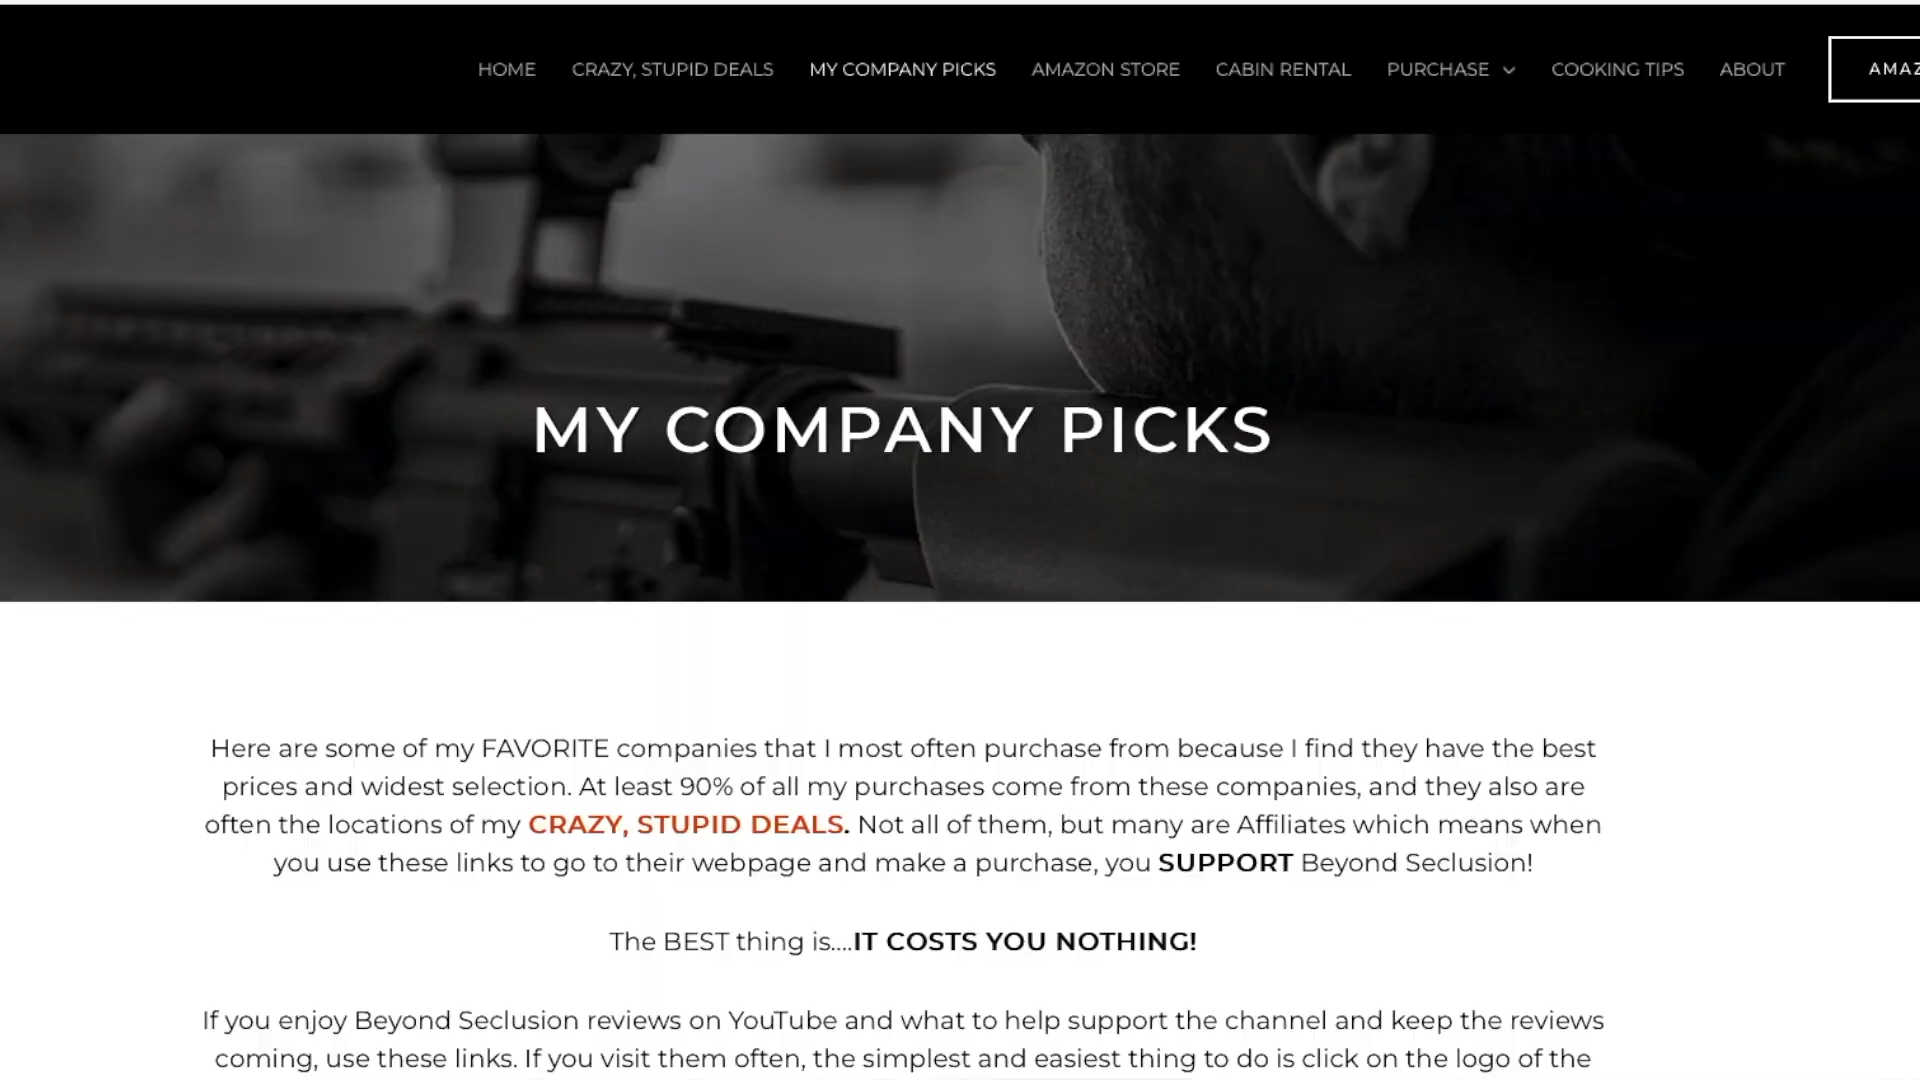 HOME CRAZY, STUPID DEALS MY COMPANY PICKS AMAZON STORE CABIN RENTAL PURCHASE COOKING TIPS ABOUT
MY COMPANY PICKS
Here are some of my FAVORITE companies that I most often purchase from because I find they have the best
prices and widest selection. At least 90% of all my purchases come from these companies, and they also are
often the locations of my CRAZY, STUPID DEALS. Not all of them, but many are Affiliates which means when
you use these links to go to their webpage and make a purchase, you SUPPORT Beyond Seclusion!
The BEST thing is....IT COSTS YOU NOTHING!
If you enjoy Beyond Seclusion reviews on YouTube and what to help support the channel and keep the reviews
coming, use these links. If you visit them often, the simplest and easiest thing to do is click on the logo of the